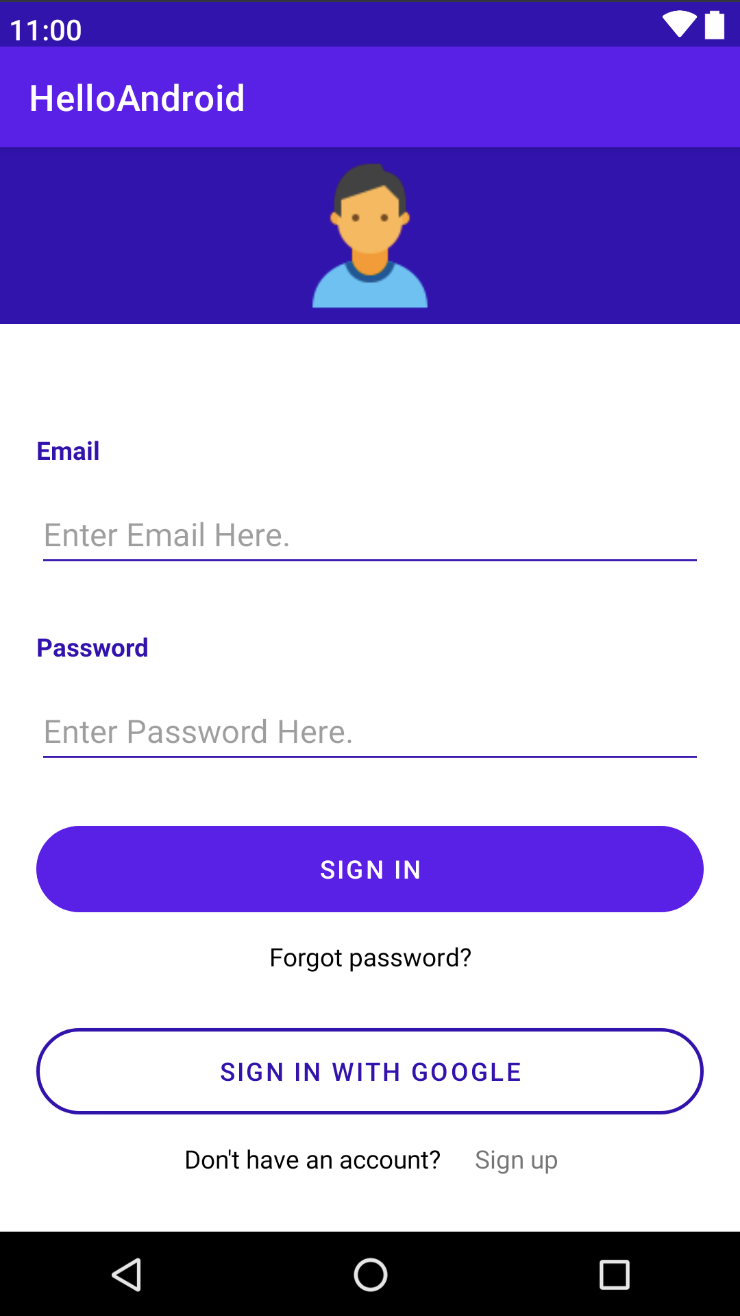 11:00
HelloAndroid
Email
Enter Email Here.
Password
Enter Password Here.
SIGN IN
Forgot password?
SIGN IN WITH GOOGLE
Don't have an account? Sign up